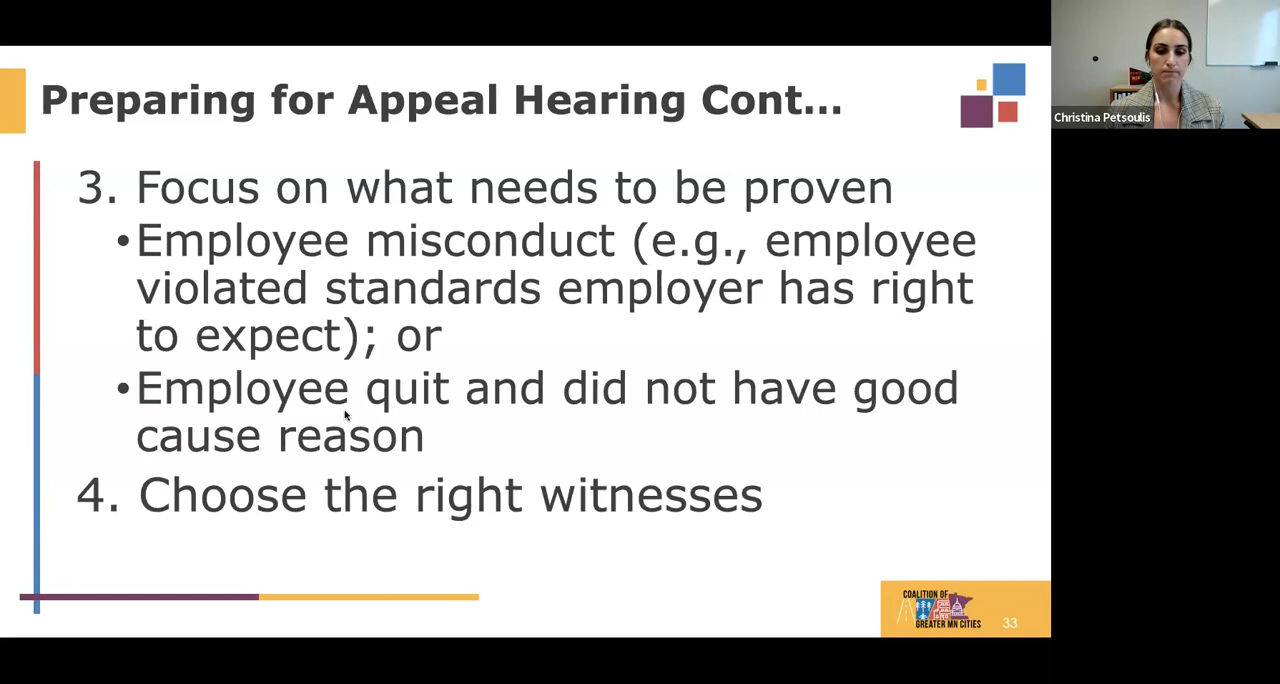 Preparing for Appeal Hearing Cont...
3. Focus on what needs to be proven
•Employee misconduct (e.g., employee
violated standards employer has right
to expect); or
•Employee quit and did not have good
cause reason
4. Choose the right witnesses
COALITION OF
GREATER MN CITIES
33
Christina Petsoulis